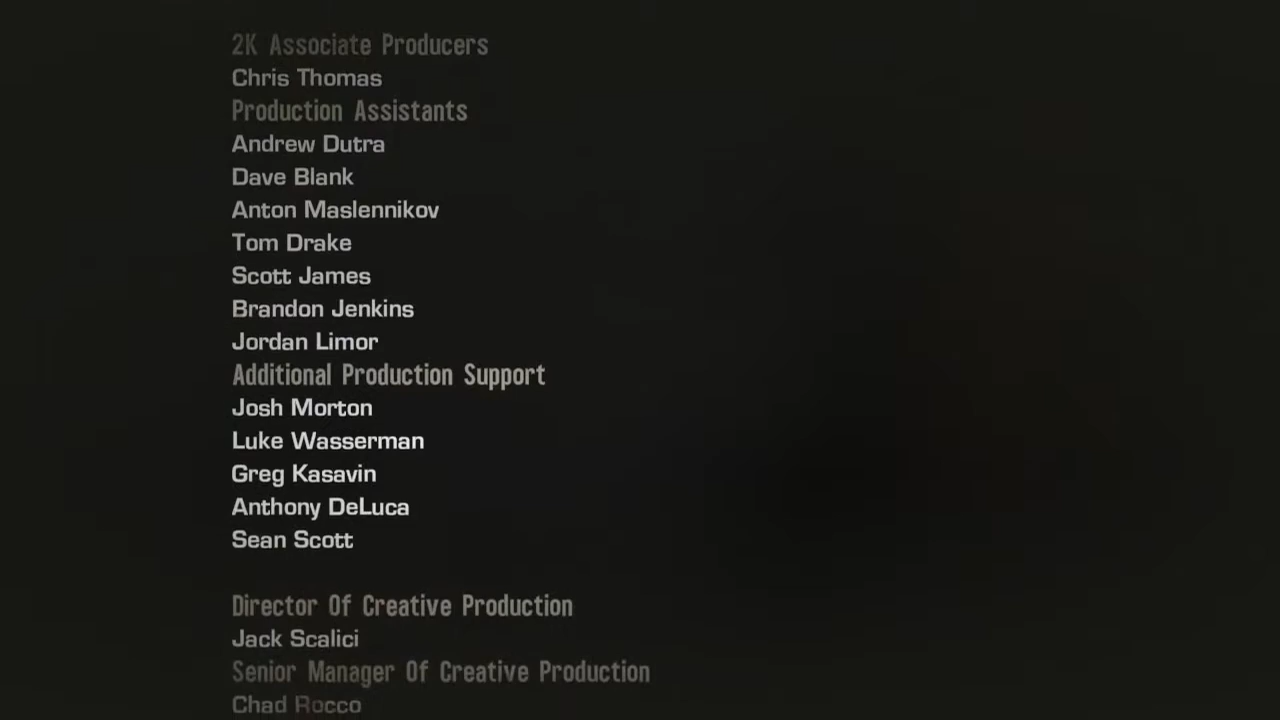 2K Associate Producers
Chris Thomas
Production Assistants
Andrew Dutra
Dave Blank
Anton Maslennikov
Tom Drake
Scott James
Brandon Jenkins
Jordan Limor
Additional Production Support
Josh Morton
Luke Wasserman
Greg Kasavin
Anthony DeLuca
Sean Scott
Director Of Creative Production
Jack Scalici
Senior Manager Of Creative Production
Chad Rocco